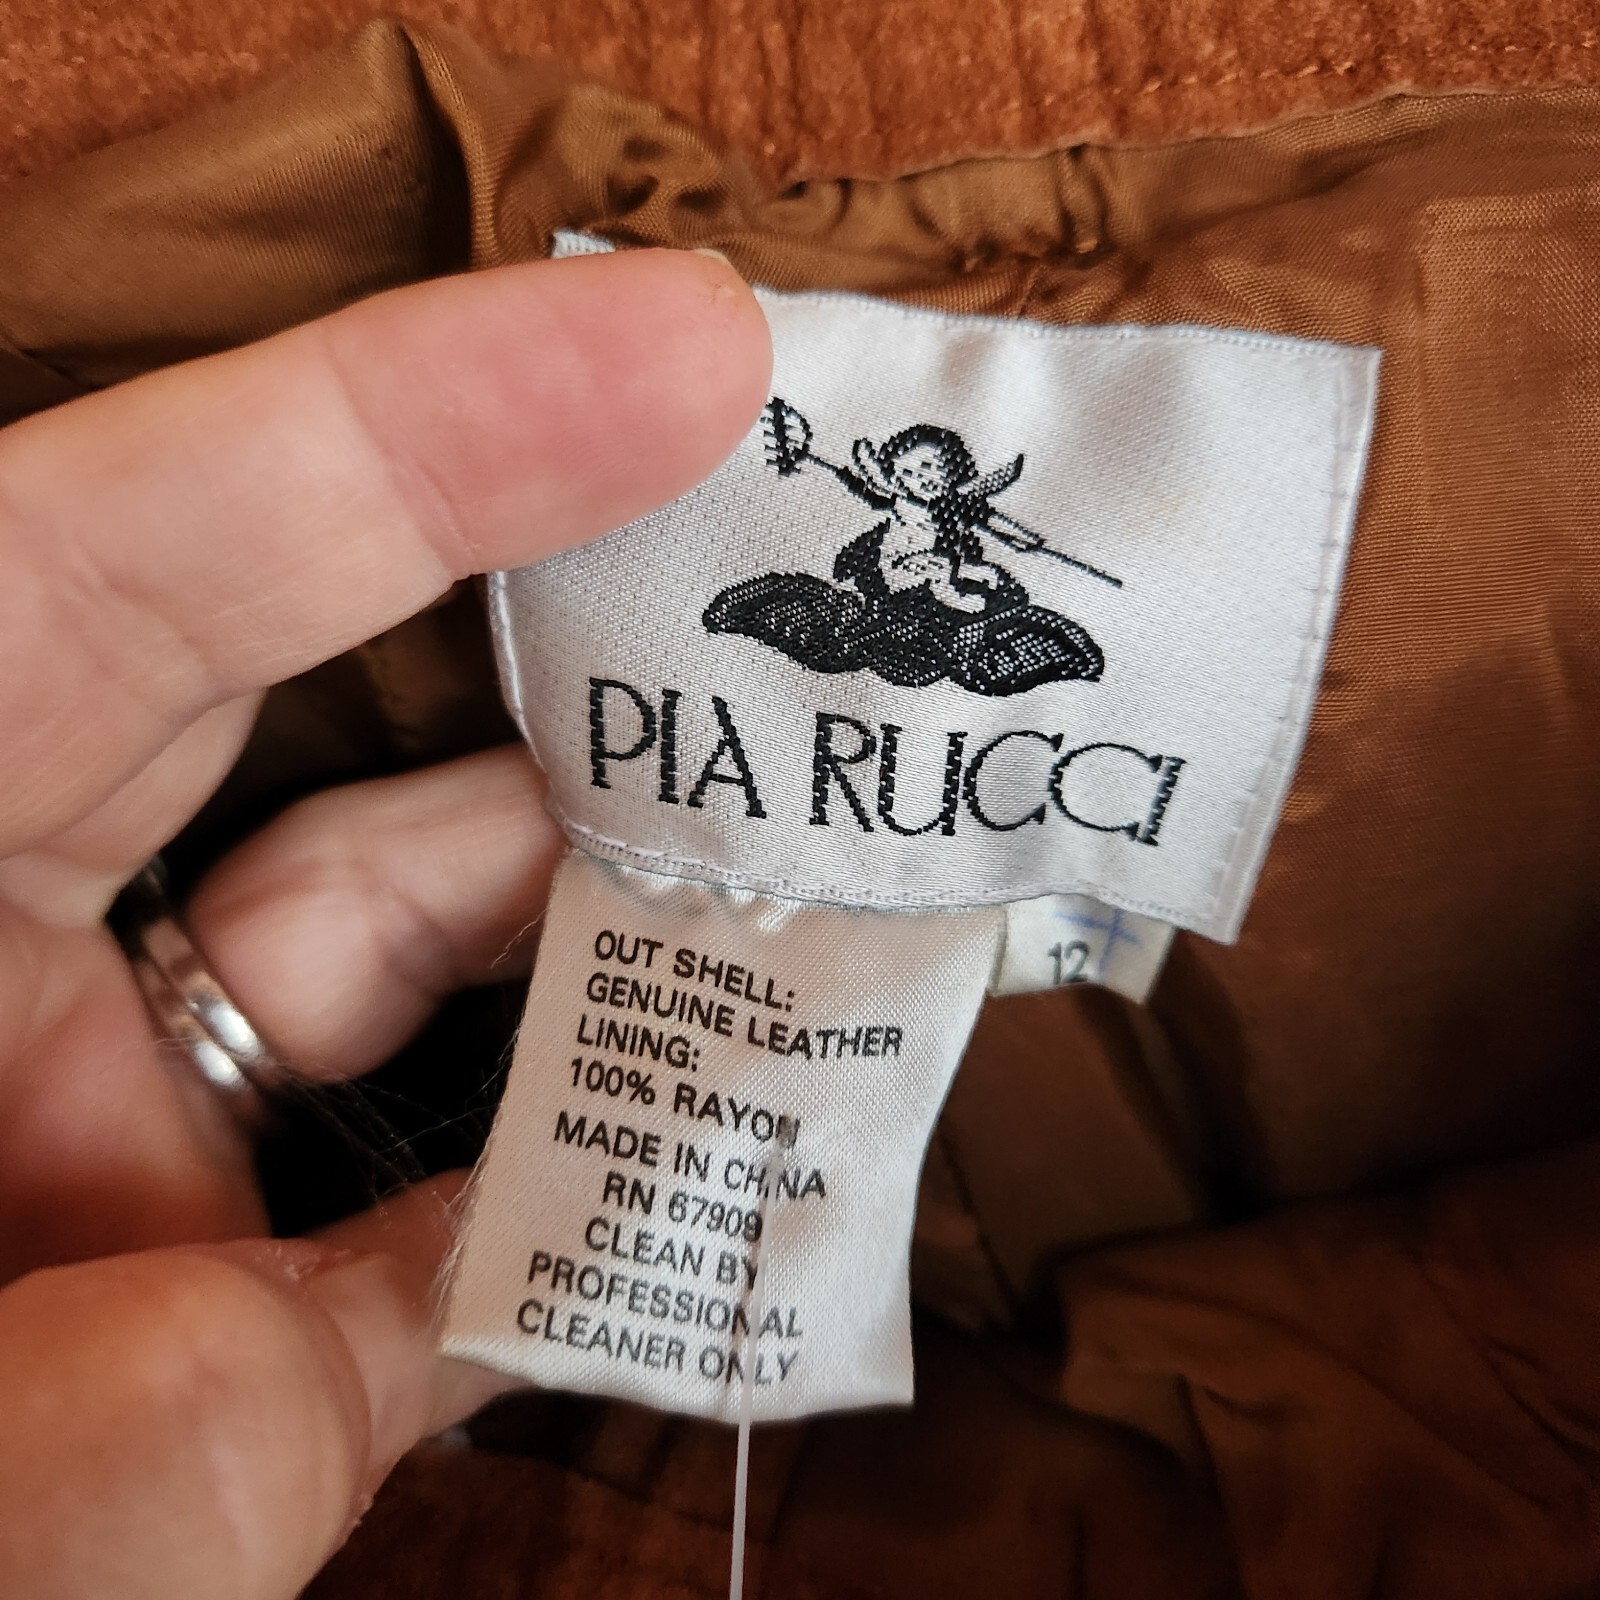 PIA RUCCI
12
OUT SHELL:
GENUINE LEATHER
LINING:
100% RAYON
MADE IN CHINA
RN 67909
CLEAN BY
PROFESSIONAL
CLEANER ONLY